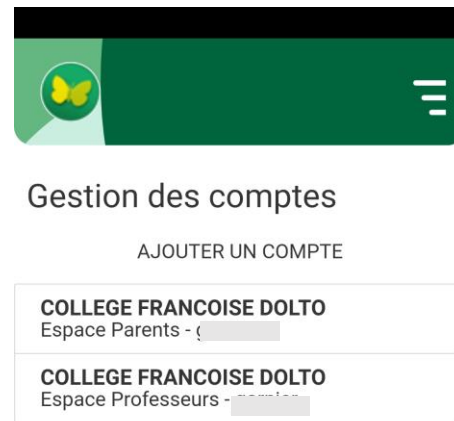 Gestion des comptes
AJOUTER UN COMPTE
COLLEGE FRANCOISE DOLTO
Espace Parents -
COLLEGE FRANCOISE DOLTO
Espace Professeurs -